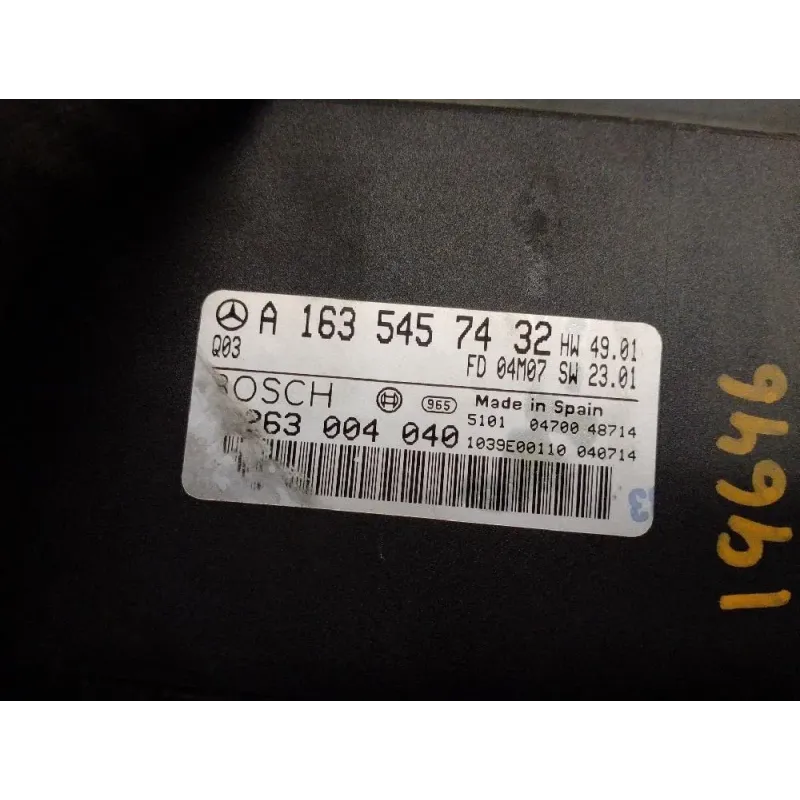 A 163 545 74 32 HW 49.01
Q03 FD 04M07 SW 23.01
BOSCH 965 Made in Spain
5101 04700 48714
263 004 040 1039E00110 040714
19646